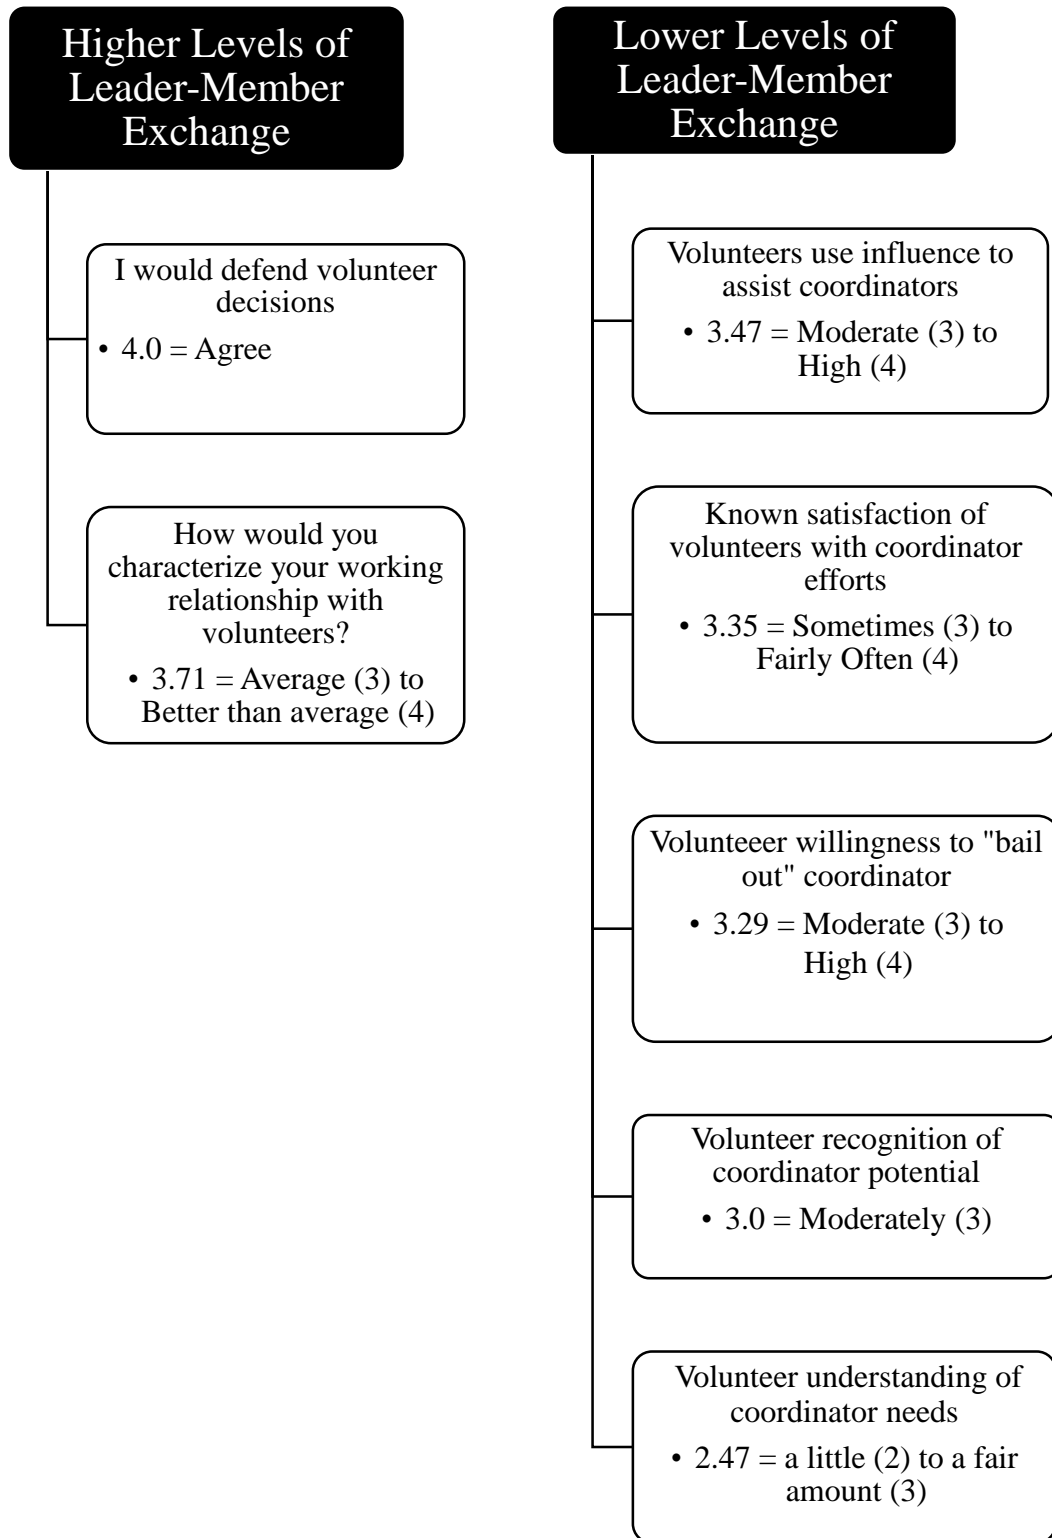 Higher Levels of
Leader-Member
Exchange
I would defend volunteer
decisions
• 4.0 = Agree
How would you
characterize your working
relationship with
volunteers?
• 3.71 = Average (3) to
Better than average (4)
Lower Levels of
Leader-Member
Exchange
Volunteers use influence to
assist coordinators
• 3.47 = Moderate (3) to
High (4)
Known satisfaction of
volunteers with coordinator
efforts
• 3.35 = Sometimes (3) to
Fairly Often (4)
Volunteeer willingness to "bail
out" coordinator
• 3.29 = Moderate (3) to
High (4)
Volunteer recognition of
coordinator potential
• 3.0 = Moderately (3)
Volunteer understanding of
coordinator needs
• 2.47 = a little (2) to a fair
amount (3)